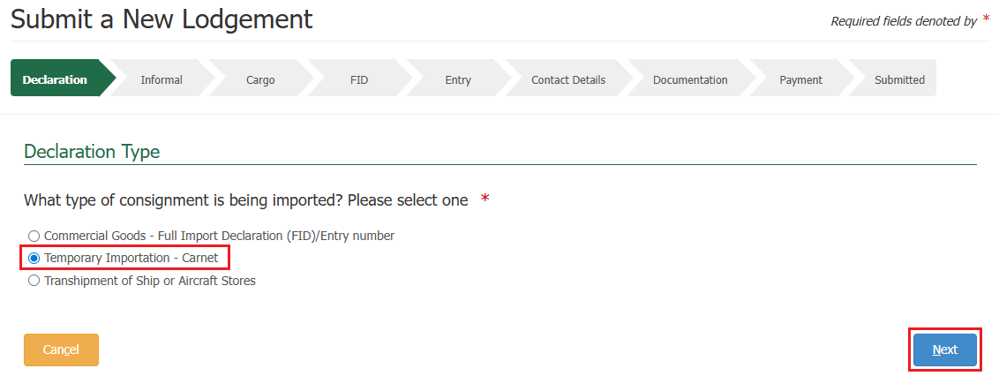 Submit a New Lodgement
Required fields denoted by *
Declaration
Informal
Cargo
FID
Entry
Contact Details
Documentation
Payment
Submitted
Declaration Type
What type of consignment is being imported? Please select one *
Commercial Goods - Full Import Declaration (FID)/Entry number
Temporary Importation - Carnet
Transhipment of Ship or Aircraft Stores
Cancel
Next